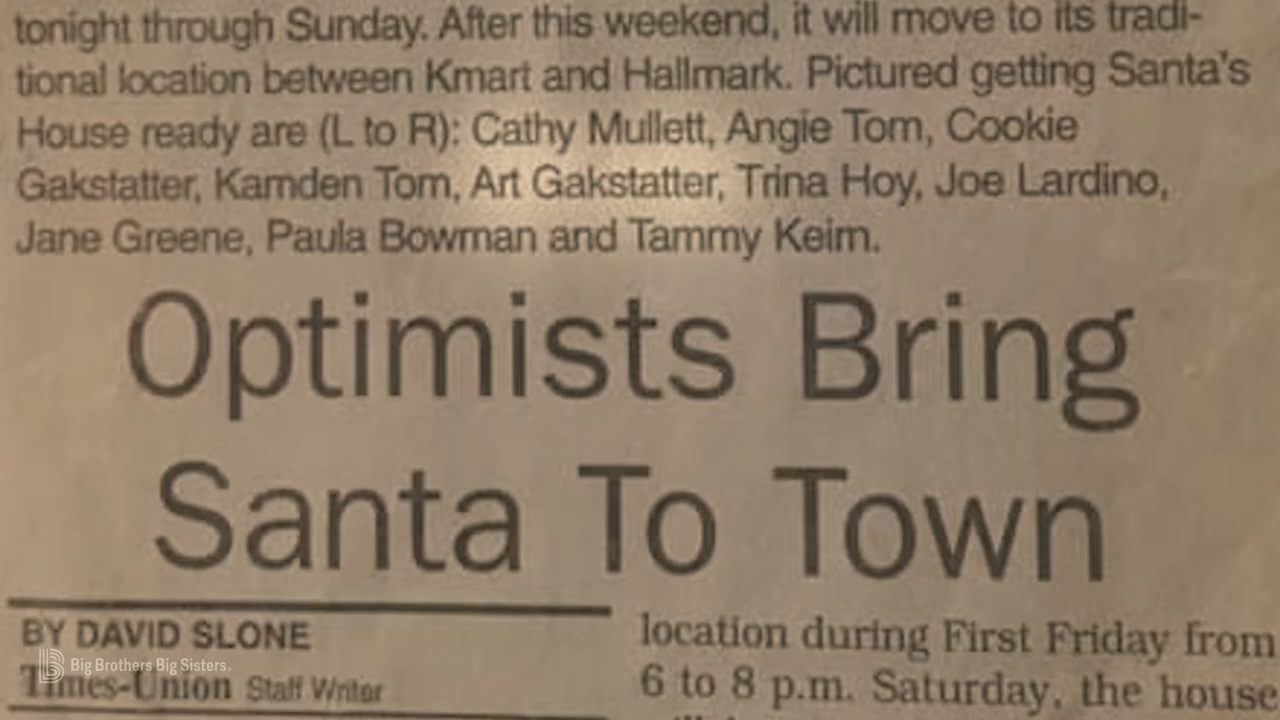 tonight through Sunday. After this weekend, it will move to its tradi-
tional location between Kmart and Hallmark. Pictured getting Santa's
House ready are (L to R): Cathy Mullett, Angie Tom, Cookie
Gakstatter, Kamden Tom, Art Gakstatter, Trina Hoy, Joe Lardino,
Jane Greene, Paula Bowman and Tammy Keim.
Optimists Bring
Santa To Town
BY DAVID SLONE
Times-Union Staff Writer
location during First Friday from
6 to 8 p.m. Saturday, the house
Big Brothers Big Sisters.